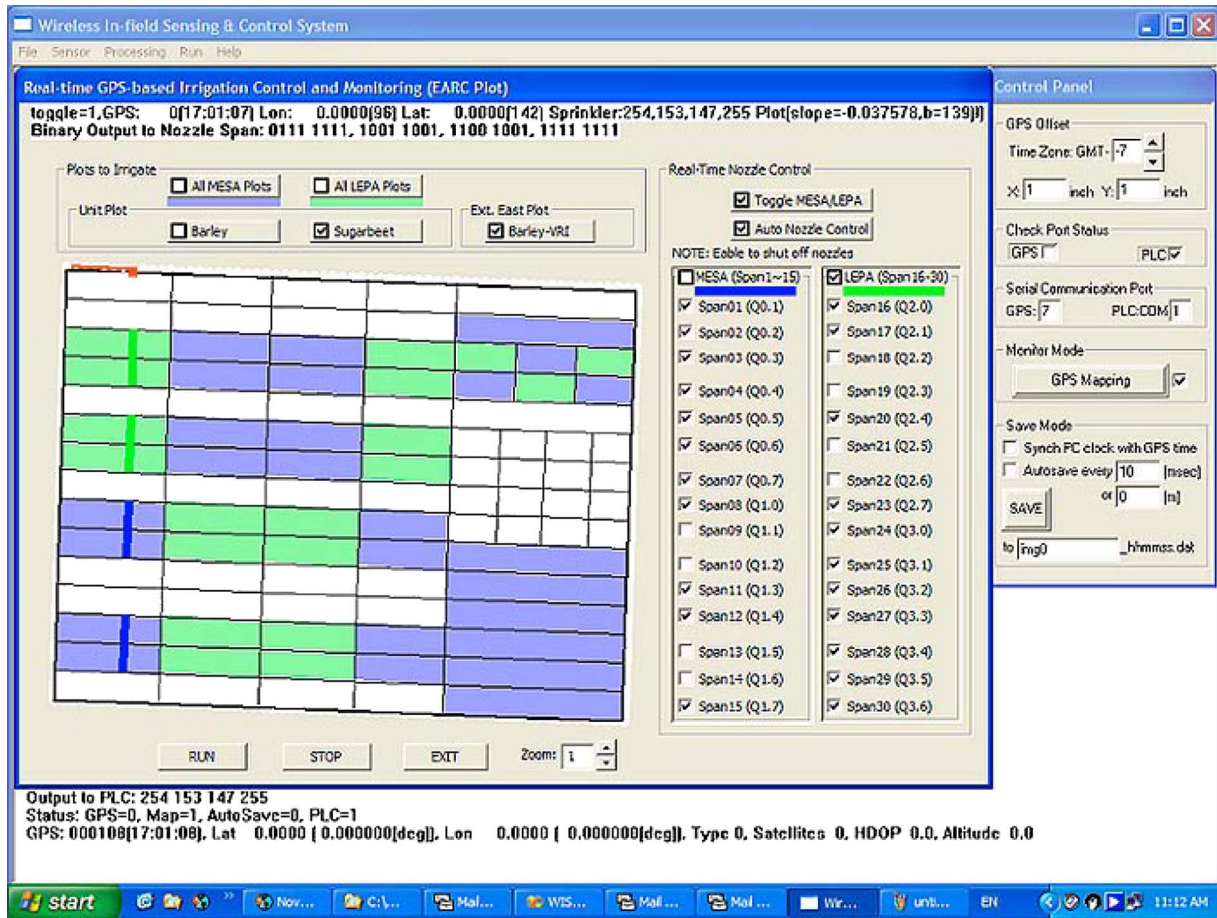 Wireless In-field Sensing & Control System
File Sensor Processing Run Help
Real-time GPS-based Irrigation Control and Monitoring (EARC Plot)
toggle=1,GPS: 0[17:01:07] Lon: 0.0000[96] Lat: 0.0000[142] Sprinkler:254,153,147,255 Plot[slope=-0.037578,b=139]
Binary Output to Nozzle Span: 0111 1111, 1001 1001, 1100 1001, 1111 1111
Plots to Irrigate
All MESA Plots
All LEPA Plots
Unit Plot
Barley
Sugarbeet
Ext. East Plot
Barley-VRI
Real-Time Nozzle Control
Toggle MESA/LEPA
Auto Nozzle Control
NOTE: Eable to shut off nozzles
MESA (Span1~15)
LEPA (Span16-30)
Span01 (Q0.1)
Span16 (Q2.0)
Span02 (Q0.2)
Span17 (Q2.1)
Span03 (Q0.3)
Span18 (Q2.2)
Span04 (Q0.4)
Span19 (Q2.3)
Span05 (Q0.5)
Span20 (Q2.4)
Span06 (Q0.6)
Span21 (Q2.5)
Span07 (Q0.7)
Span22 (Q2.6)
Span08 (Q1.0)
Span23 (Q2.7)
Span09 (Q1.1)
Span24 (Q3.0)
Span10 (Q1.2)
Span25 (Q3.1)
Span11 (Q1.3)
Span26 (Q3.2)
Span12 (Q1.4)
Span27 (Q3.3)
Span13 (Q1.5)
Span28 (Q3.4)
Span14 (Q1.6)
Span29 (Q3.5)
Span15 (Q1.7)
Span30 (Q3.6)
RUN
STOP
EXIT
Zoom: 1
Control Panel
GPS Offset
Time Zone: GMT- -7
X: 1 inch Y: 1 inch
Check Port Status
GPS
PLC
Serial Communication Port
GPS: 7 PLC:COM 1
Monitor Mode
GPS Mapping
Save Mode
Synch PC clock with GPS time
Autosave every 10 [msec]
or 0 [m]
SAVE
to img0 _hhmmss.dat
Output to PLC: 254 153 147 255
Status: GPS=0, Map=1, AutoSave=0, PLC=1
GPS: 000108[17:01:08], Lat 0.0000 [ 0.000000[deg]], Lon 0.0000 [ 0.000000[deg]], Type 0, Satellites 0, HDOP 0.0, Altitude 0.0
start
Nov...
C:\...
Mal...
WIS...
Mail ...
Mail ...
Wir...
unti...
EN
11:12 AM